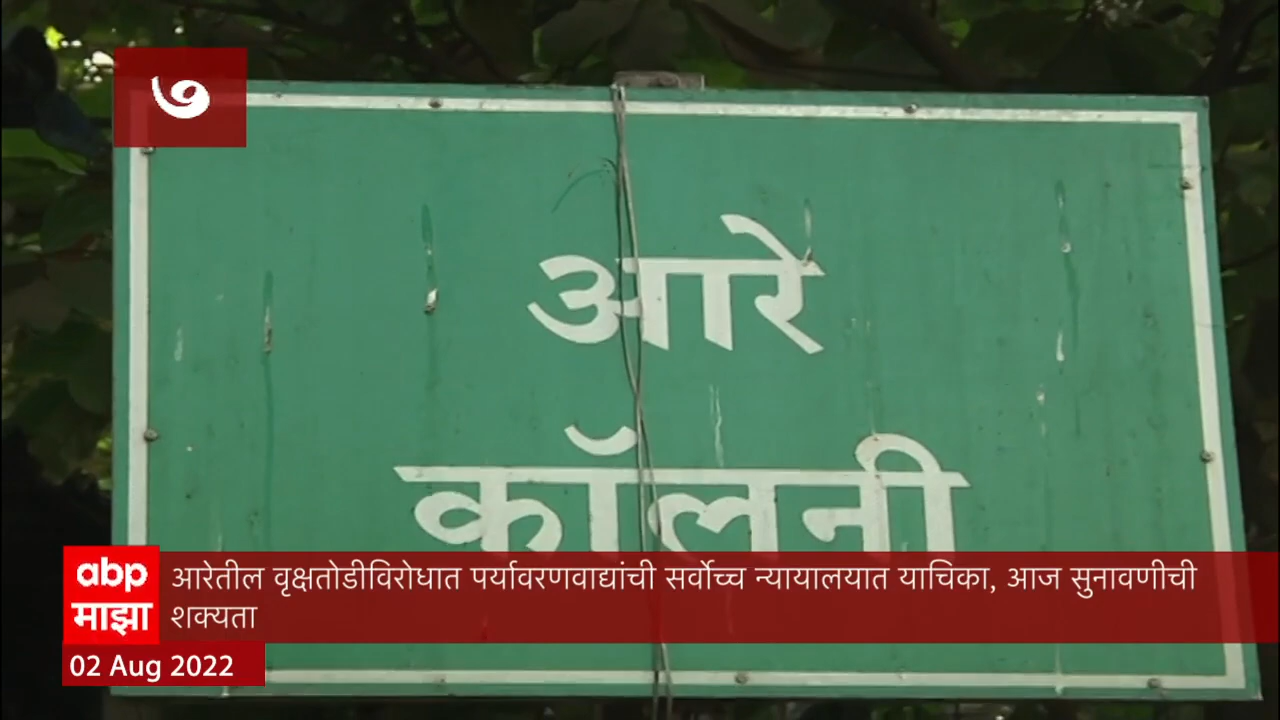 ७
आरे
कॉलनी
abp
माझा
आरेतील वृक्षतोडीविरोधात पर्यावरणवाद्यांची सर्वोच्च न्यायालयात याचिका, आज सुनावणीची
शक्यता
02 Aug 2022